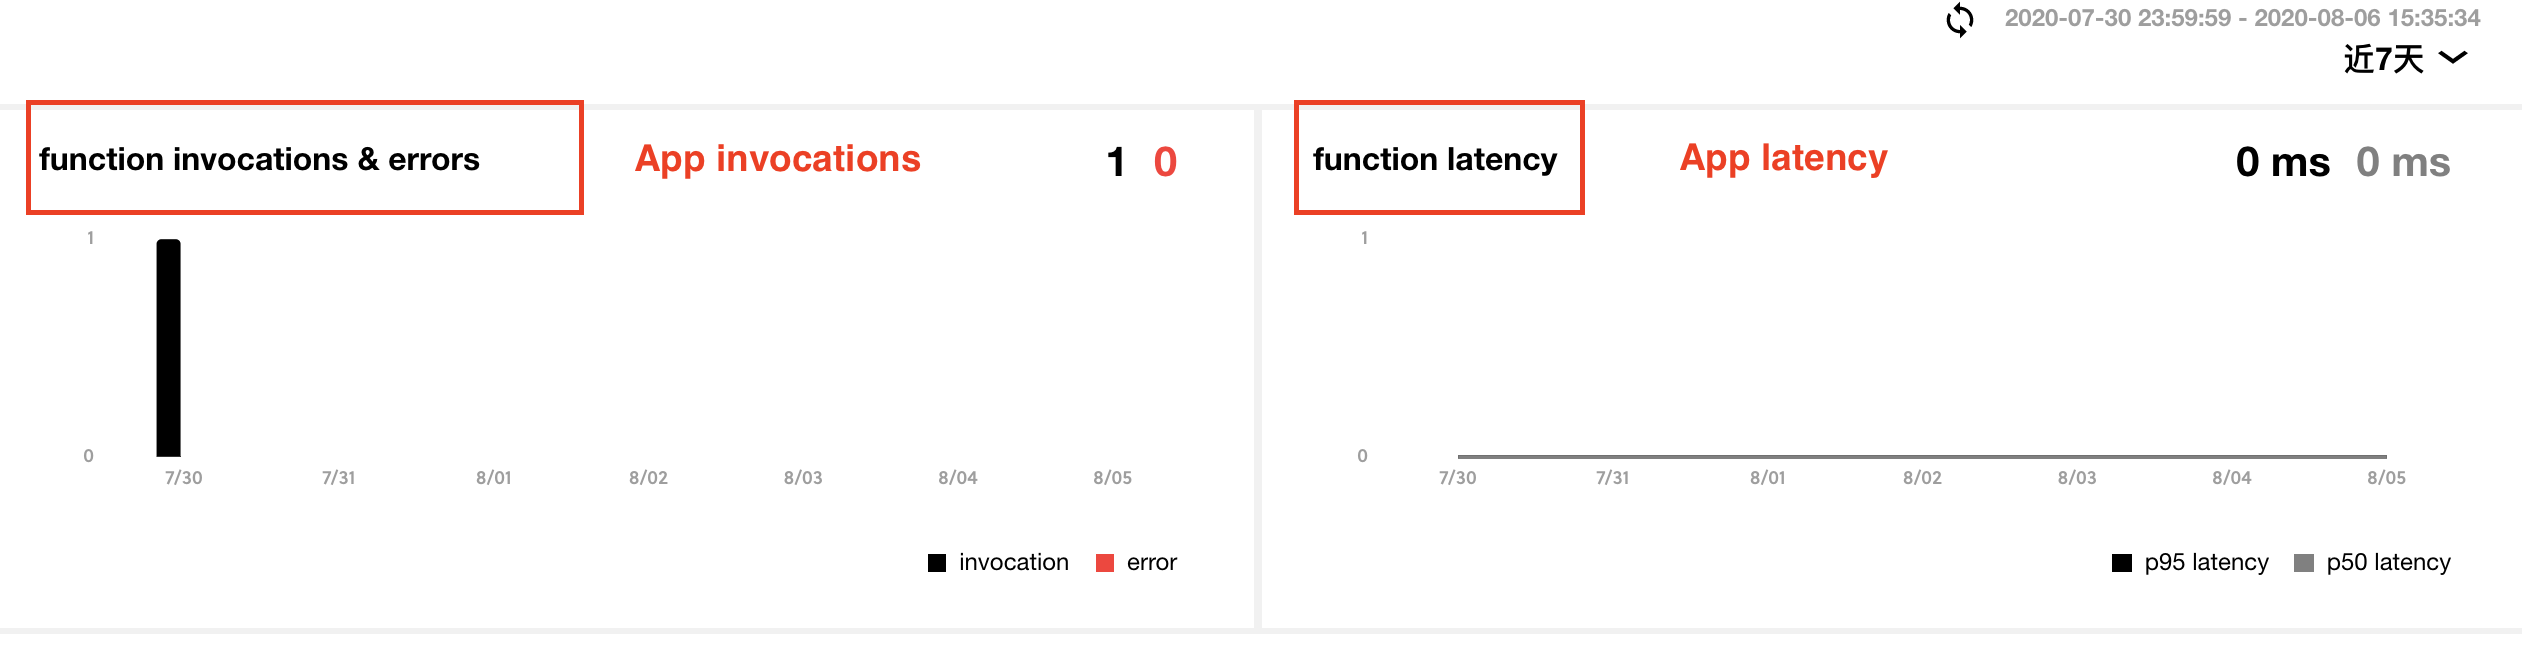 2020-07-30 23:59:59 - 2020-08-06 15:35:34
近7天
function invocations & errors
App invocations
1 0
1
0
7/30 7/31 8/01 8/02 8/03 8/04 8/05
invocation error
function latency
App latency
0 ms 0 ms
1
0
7/30 7/31 8/01 8/02 8/03 8/04 8/05
p95 latency p50 latency